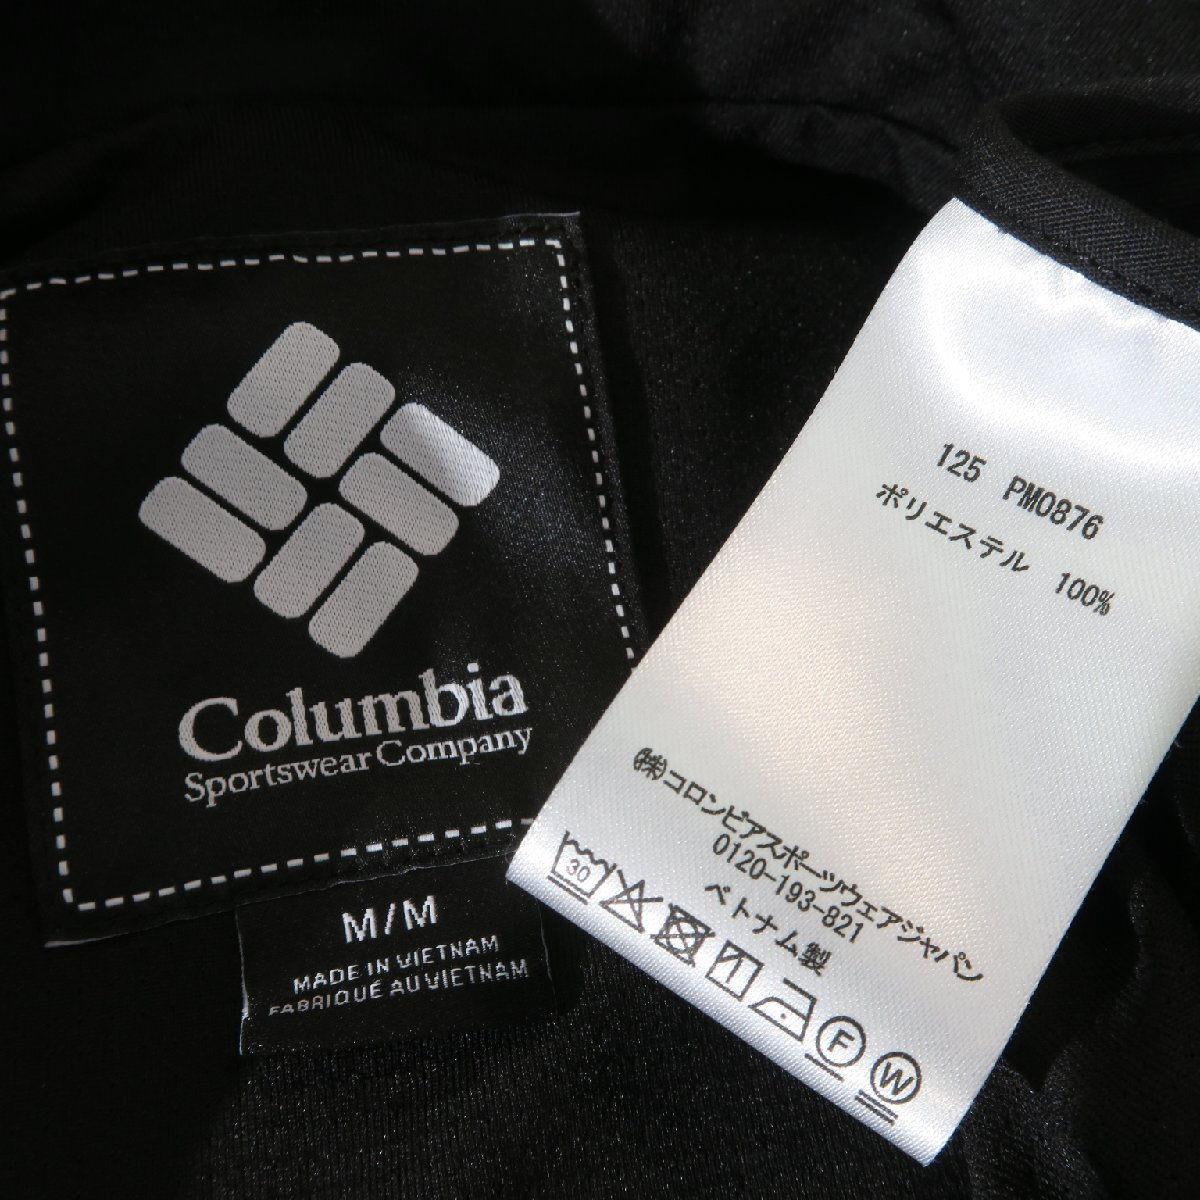 Columbia
Sportswear Company
M/M
MADE IN VIETNAM
FABRIQUÉ AU VIETNAM
125 PM0876
ポリエステル 100%
㈱コロンビアスポーツウェアジャパン
0120-193-821
ベトナム製
30
F
W